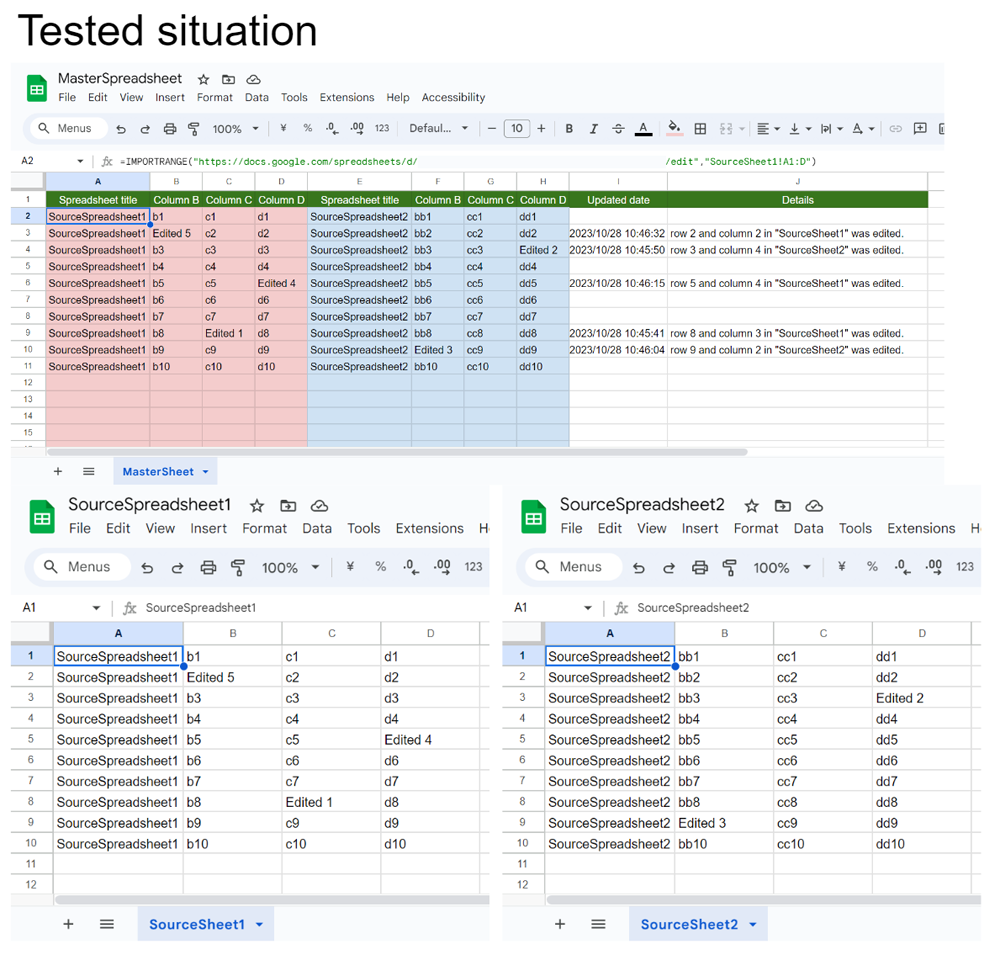 Tested situation
MasterSpreadsheet
File Edit View Insert Format Data Tools Extensions Help Accessibility
Menus 100% ¥ % .0 .00 123 Defaul... 10 B I A
A2 fx =IMPORTRANGE("https://docs.google.com/spreadsheets/d/ /edit","SourceSheet1!A1:D")
A B C D E F G H I J
1 Spreadsheet title Column B Column C Column D Spreadsheet title Column B Column C Column D Updated date Details
2 SourceSpreadsheet1 b1 c1 d1 SourceSpreadsheet2 bb1 cc1 dd1
3 SourceSpreadsheet1 Edited 5 c2 d2 SourceSpreadsheet2 bb2 cc2 dd2 2023/10/28 10:46:32 row 2 and column 2 in "SourceSheet1" was edited.
4 SourceSpreadsheet1 b3 c3 d3 SourceSpreadsheet2 bb3 cc3 Edited 2 2023/10/28 10:45:50 row 3 and column 4 in "SourceSheet2" was edited.
5 SourceSpreadsheet1 b4 c4 d4 SourceSpreadsheet2 bb4 cc4 dd4
6 SourceSpreadsheet1 b5 c5 Edited 4 SourceSpreadsheet2 bb5 cc5 dd5 2023/10/28 10:46:15 row 5 and column 4 in "SourceSheet1" was edited.
7 SourceSpreadsheet1 b6 c6 d6 SourceSpreadsheet2 bb6 cc6 dd6
8 SourceSpreadsheet1 b7 c7 d7 SourceSpreadsheet2 bb7 cc7 dd7
9 SourceSpreadsheet1 b8 Edited 1 d8 SourceSpreadsheet2 bb8 cc8 dd8 2023/10/28 10:45:41 row 8 and column 3 in "SourceSheet1" was edited.
10 SourceSpreadsheet1 b9 c9 d9 SourceSpreadsheet2 Edited 3 cc9 dd9 2023/10/28 10:46:04 row 9 and column 2 in "SourceSheet2" was edited.
11 SourceSpreadsheet1 b10 c10 d10 SourceSpreadsheet2 bb10 cc10 dd10
12
13
14
15
MasterSheet
SourceSpreadsheet1
File Edit View Insert Format Data Tools Extensions H
Menus 100% ¥ % .0 .00 123
A1 fx SourceSpreadsheet1
A B C D
1 SourceSpreadsheet1 b1 c1 d1
2 SourceSpreadsheet1 Edited 5 c2 d2
3 SourceSpreadsheet1 b3 c3 d3
4 SourceSpreadsheet1 b4 c4 d4
5 SourceSpreadsheet1 b5 c5 Edited 4
6 SourceSpreadsheet1 b6 c6 d6
7 SourceSpreadsheet1 b7 c7 d7
8 SourceSpreadsheet1 b8 Edited 1 d8
9 SourceSpreadsheet1 b9 c9 d9
10 SourceSpreadsheet1 b10 c10 d10
11
12
SourceSheet1
SourceSpreadsheet2
File Edit View Insert Format Data Tools Extensions H
Menus 100% ¥ % .0 .00 123
A1 fx SourceSpreadsheet2
A B C D
1 SourceSpreadsheet2 bb1 cc1 dd1
2 SourceSpreadsheet2 bb2 cc2 dd2
3 SourceSpreadsheet2 bb3 cc3 Edited 2
4 SourceSpreadsheet2 bb4 cc4 dd4
5 SourceSpreadsheet2 bb5 cc5 dd5
6 SourceSpreadsheet2 bb6 cc6 dd6
7 SourceSpreadsheet2 bb7 cc7 dd7
8 SourceSpreadsheet2 bb8 cc8 dd8
9 SourceSpreadsheet2 Edited 3 cc9 dd9
10 SourceSpreadsheet2 bb10 cc10 dd10
11
12
SourceSheet2